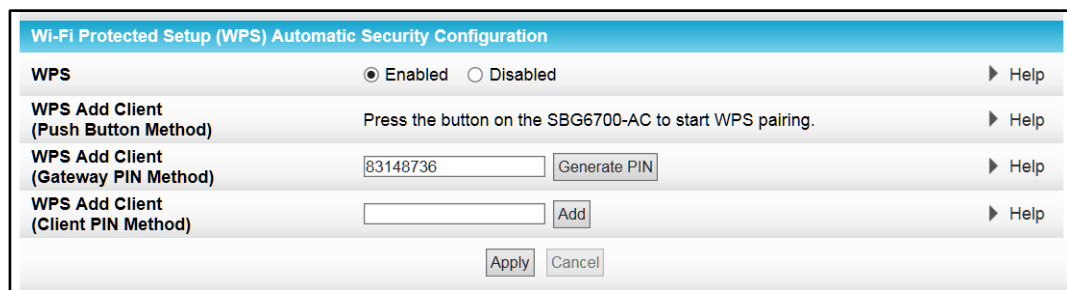 Wi-Fi Protected Setup (WPS) Automatic Security Configuration
WPS Enabled Disabled Help
WPS Add Client
(Push Button Method) Press the button on the SBG6700-AC to start WPS pairing. Help
WPS Add Client
(Gateway PIN Method) 83148736 Generate PIN Help
WPS Add Client
(Client PIN Method) Add Help
Apply Cancel